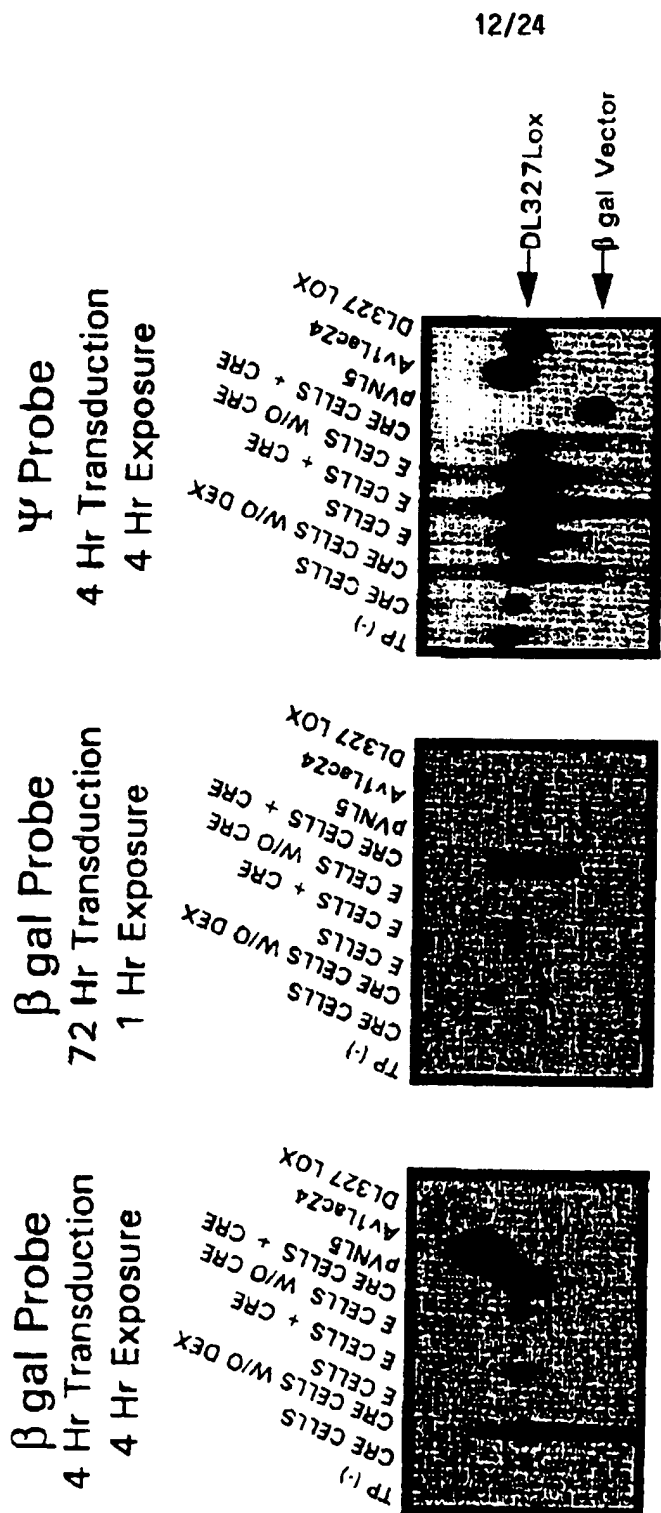 12/24
β gal Probe
4 Hr Transduction
4 Hr Exposure
TP (-)
CRE CELLS
CRE CELLS W/O DEX
E CELLS
E CELLS + CRE
E CELLS W/O CRE
CRE CELLS + CRE
pVNL5
Av1LacZ4
DL327 LOX
β gal Probe
72 Hr Transduction
1 Hr Exposure
TP (-)
CRE CELLS
CRE CELLS W/O DEX
E CELLS
E CELLS + CRE
E CELLS W/O CRE
CRE CELLS + CRE
pVNL5
Av1LacZ4
DL327 LOX
Ψ Probe
4 Hr Transduction
4 Hr Exposure
TP (-)
CRE CELLS
CRE CELLS W/O DEX
E CELLS
E CELLS + CRE
E CELLS W/O CRE
CRE CELLS + CRE
pVNL5
Av1LacZ4
DL327 LOX
DL327Lox
β gal Vector